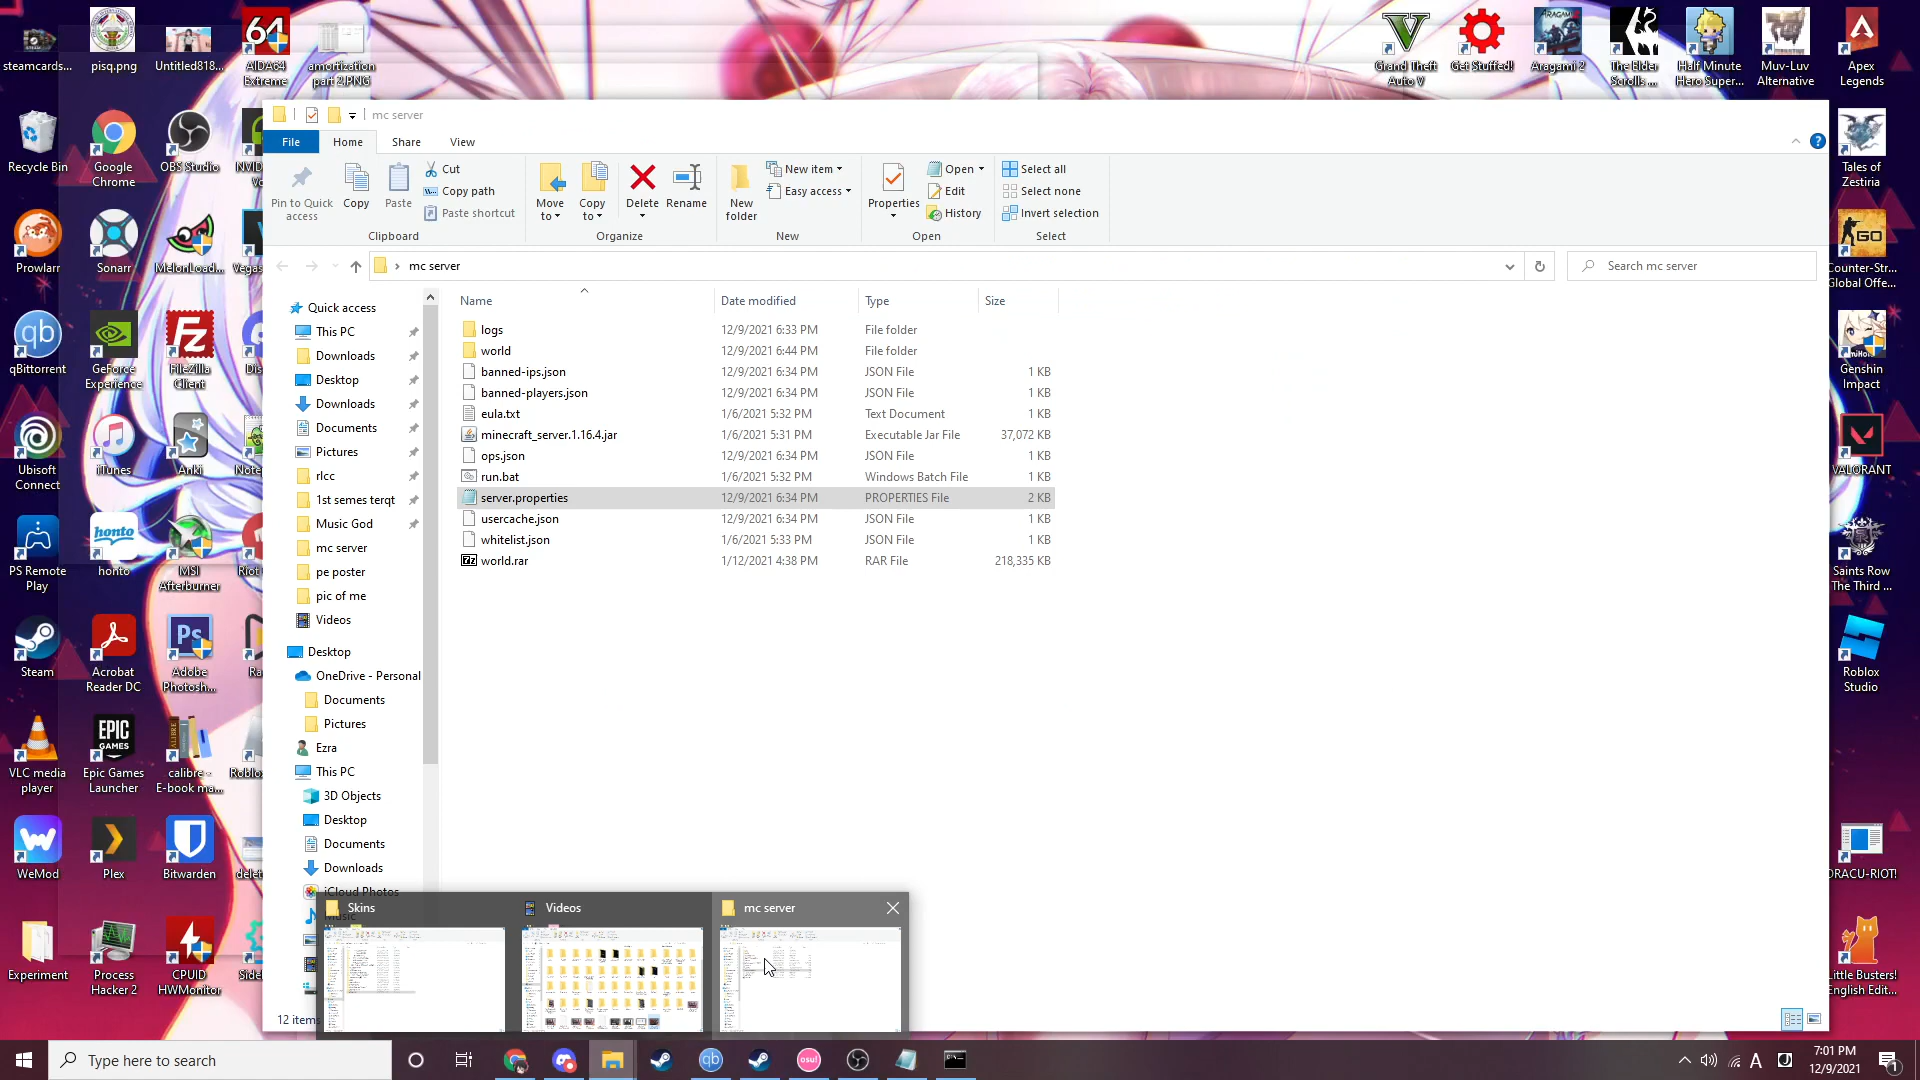 steamcards...
pisq.png
Untitled818...
AIDA64
Extreme
amortization
part 2.PNG
Grand Theft
Auto V
Get Stuffed!
Aragami 2
The Elder
Scrolls ...
Half Minute
Hero Super...
Muv-Luv
Alternative
Apex
Legends
mc server
File
Home
Share
View
Pin to Quick
access
Copy
Paste
Cut
Copy path
Paste shortcut
Clipboard
Move
to
Copy
to
Delete
Rename
Organize
New
folder
New item
Easy access
New
Properties
Open
Edit
History
Open
Select all
Select none
Invert selection
Select
mc server
Search mc server
Name
Date modified
Type
Size
logs
12/9/2021 6:33 PM
File folder
world
12/9/2021 6:44 PM
File folder
banned-ips.json
12/9/2021 6:34 PM
JSON File
1 KB
banned-players.json
12/9/2021 6:34 PM
JSON File
1 KB
eula.txt
1/6/2021 5:32 PM
Text Document
1 KB
minecraft_server.1.16.4.jar
1/6/2021 5:31 PM
Executable Jar File
37,072 KB
ops.json
12/9/2021 6:34 PM
JSON File
1 KB
run.bat
1/6/2021 5:32 PM
Windows Batch File
1 KB
server.properties
12/9/2021 6:34 PM
PROPERTIES File
2 KB
usercache.json
12/9/2021 6:34 PM
JSON File
1 KB
whitelist.json
1/6/2021 5:33 PM
JSON File
1 KB
world.rar
1/12/2021 4:38 PM
RAR File
218,335 KB
Quick access
This PC
Downloads
Desktop
Downloads
Documents
Pictures
rlcc
1st semes terqt
Music God
mc server
pe poster
pic of me
Videos
Desktop
OneDrive - Personal
Documents
Pictures
Ezra
This PC
3D Objects
Desktop
Documents
Downloads
iCloud Photos
Music
12 items
Skins
Videos
mc server
Recycle Bin
Google
Chrome
OBS Studio
Prowlarr
Sonarr
MelonLoad...
qBittorrent
GeForce
Experience
FileZilla
Client
Ubisoft
Connect
iTunes
Anki
PS Remote
Play
honto
honto
MSI
Afterburner
Steam
Acrobat
Reader DC
Adobe
Photosh...
VLC media
player
EPIC
GAMES
Epic Games
Launcher
calibre -
E-book ma...
WeMod
Plex
Bitwarden
Experiment
Process
Hacker 2
CPUID
HWMonitor
Tales of
Zestiria
Counter-Str...
Global Offe...
Genshin
Impact
VALORANT
Saints Row
The Third ...
Roblox
Studio
DRACU-RIOT!
Little Busters!
English Edit...
Type here to search
osu!
A
7:01 PM
12/9/2021
1